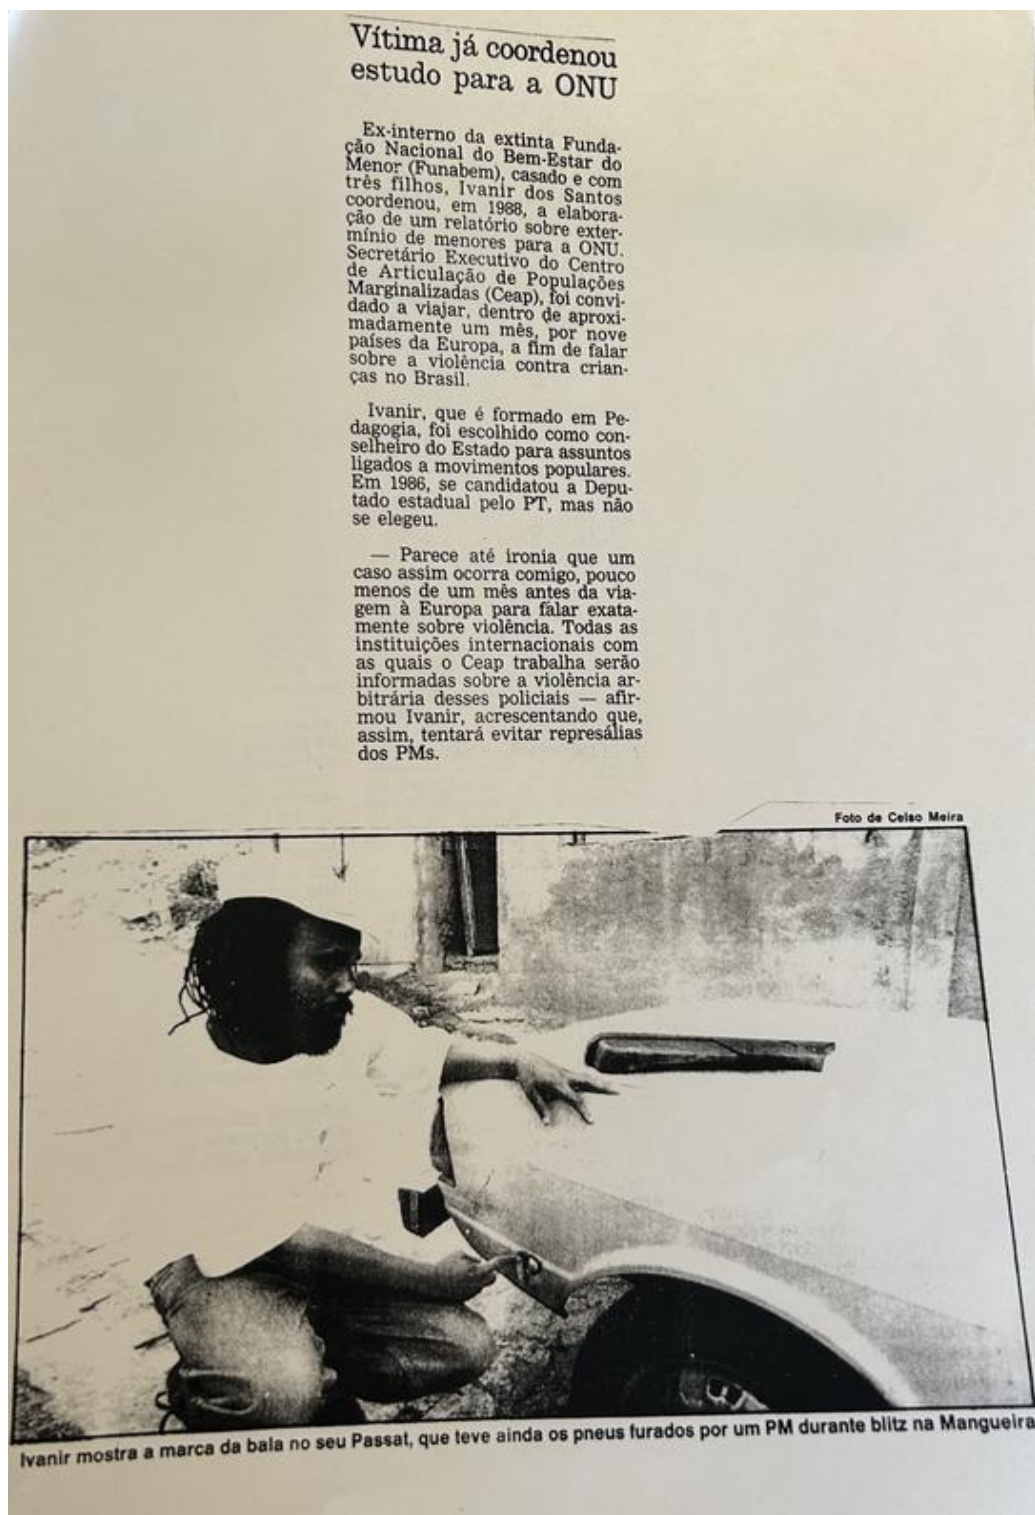 Vítima já coordenou
estudo para a ONU
Ex-interno da extinta Funda-
ção Nacional do Bem-Estar do
Menor (Funabem), casado e com
três filhos, Ivanir dos Santos
coordenou, em 1988, a elabora-
ção de um relatório sobre exter-
mínio de menores para a ONU.
Secretário Executivo do Centro
de Articulação de Populações
Marginalizadas (Ceap), foi convi-
dado a viajar, dentro de aproxi-
madamente um mês, por nove
países da Europa, a fim de falar
sobre a violência contra crian-
ças no Brasil.
Ivanir, que é formado em Pe-
dagogia, foi escolhido como con-
selheiro do Estado para assuntos
ligados a movimentos populares.
Em 1986, se candidatou a Depu-
tado estadual pelo PT, mas não
se elegeu.
— Parece até ironia que um
caso assim ocorra comigo, pouco
menos de um mês antes da via-
gem à Europa para falar exata-
mente sobre violência. Todas as
instituições internacionais com
as quais o Ceap trabalha serão
informadas sobre a violência ar-
bitrária desses policiais — afir-
mou Ivanir, acrescentando que,
assim, tentará evitar represálias
dos PMs.
Foto de Celso Meira
Ivanir mostra a marca da bala no seu Passat, que teve ainda os pneus furados por um PM durante blitz na Mangueira